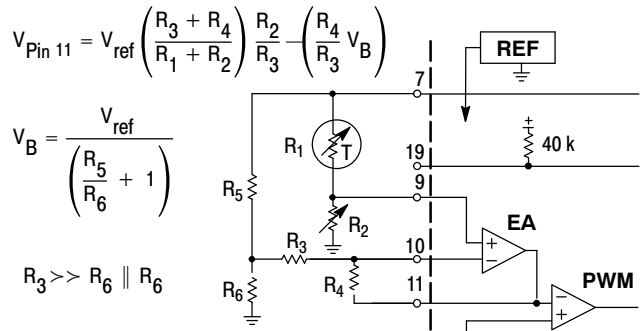 V_Pin 11 = V_ref ( (R_3 + R_4) / (R_1 + R_2) ) R_2 / R_3 − ( R_4 / R_3 V_B )
V_B = V_ref / ( R_5 / R_6 + 1 )
R_3 >> R_6 ∥ R_6
REF
7
R_1
T
+
40 k
19
9
R_5
R_2
EA
+
−
R_3
10
R_4
11
R_6
PWM
−
+